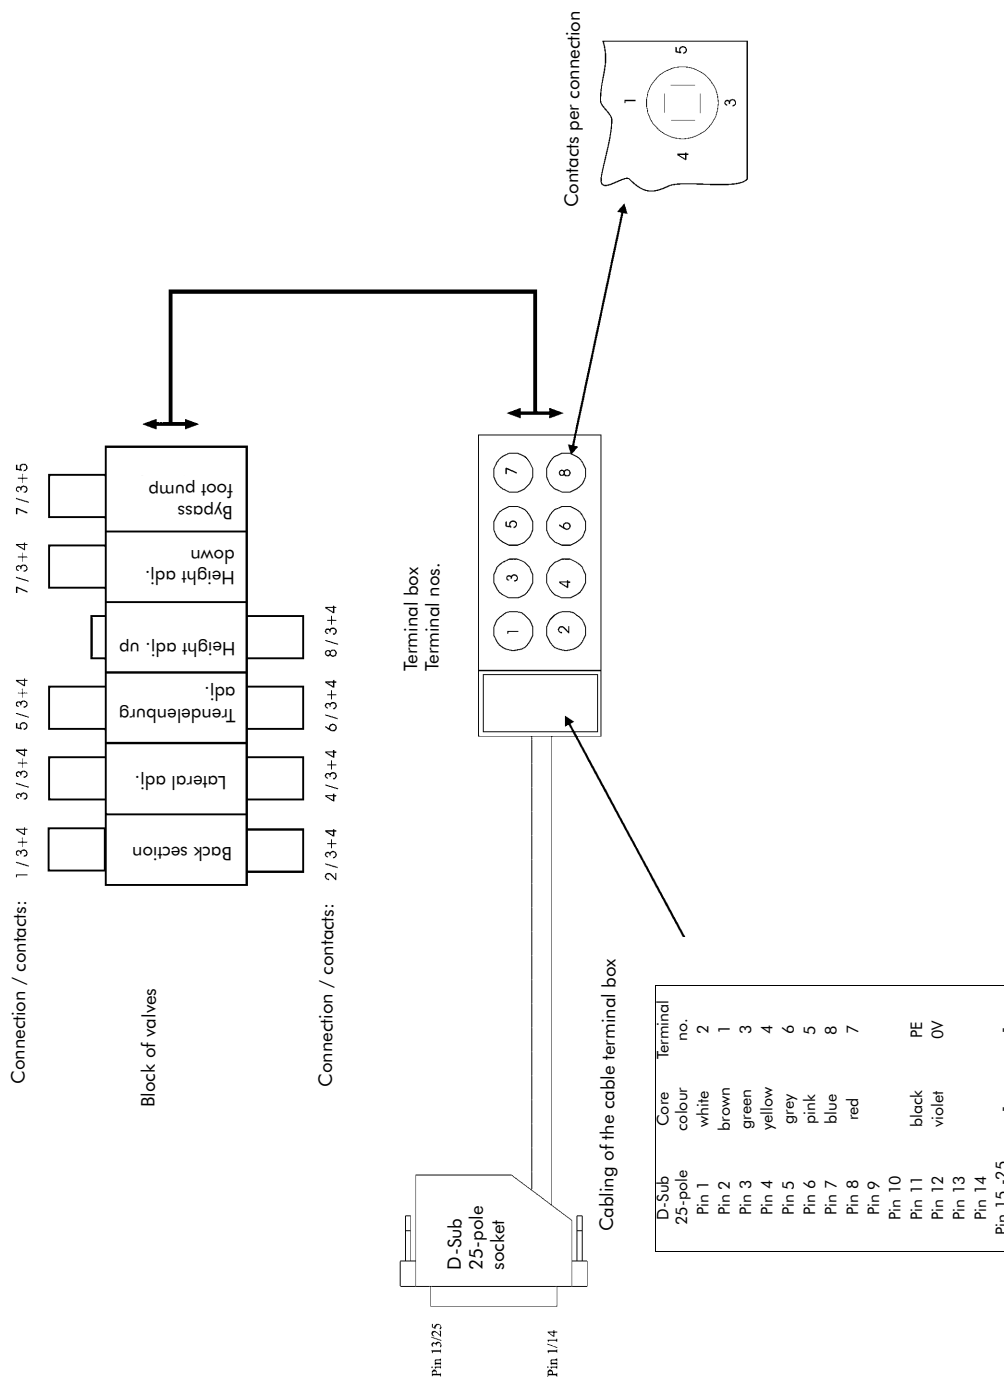 Connection / contacts: 1 / 3+4 3 / 3+4 5 / 3+4 7 / 3+4 7 / 3+5
Block of valves
Back section
Lateral adj.
Trendelenburg
adj.
Height adj. up
Height adj.
down
Bypass
foot pump
Connection / contacts: 2 / 3+4 4 / 3+4 6 / 3+4 8 / 3+4
Terminal box
Terminal nos.
1 3 5 7
2 4 6 8
Contacts per connection
1
5
4
3
Pin 13/25
Pin 1/14
D-Sub
25-pole
socket
Cabling of the cable terminal box
D-Sub Core Terminal
25-pole colour no.
Pin 1 white 2
Pin 2 brown 1
Pin 3 green 3
Pin 4 yellow 4
Pin 5 grey 6
Pin 6 pink 5
Pin 7 blue 8
Pin 8 red 7
Pin 9
Pin 10
Pin 11 black PE
Pin 12 violet 0V
Pin 13
Pin 14
Pin 15 -25 - -